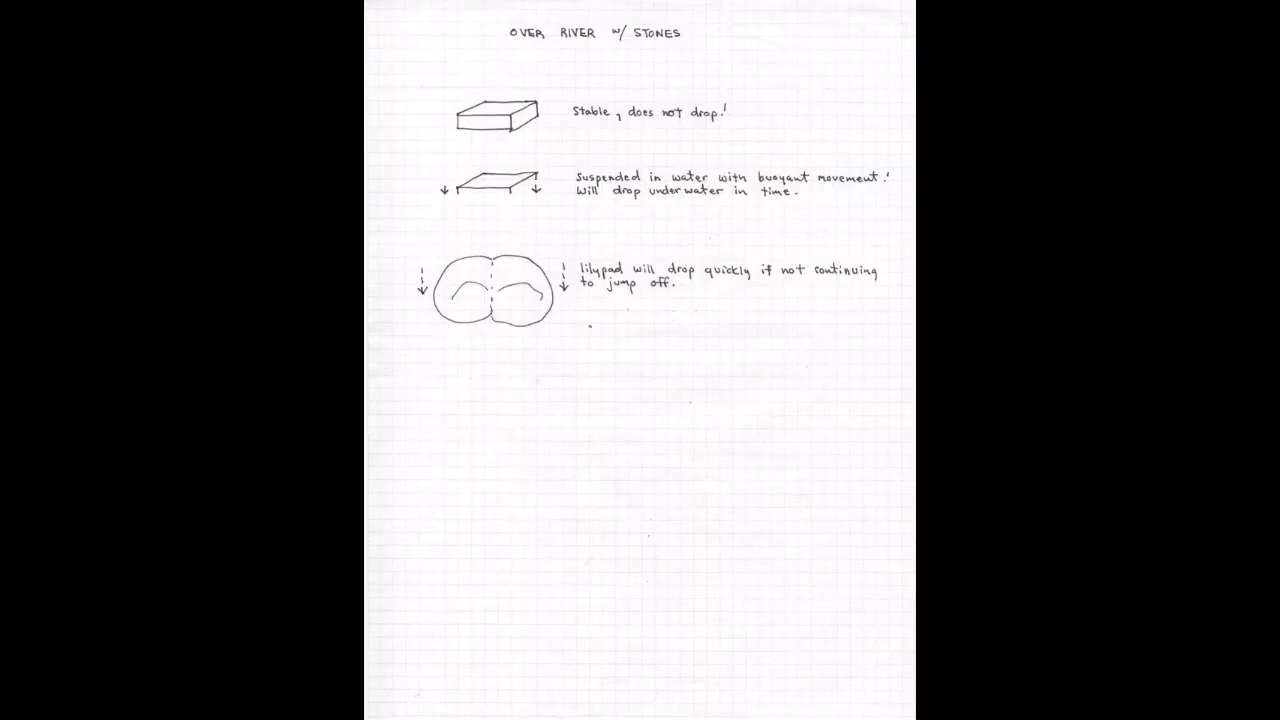 OVER RIVER w/ STONES
Stable, does not drop!
Suspended in water with buoyant movement!
Will drop underwater in time.
lilypad will drop quickly if not continuing
to jump off.